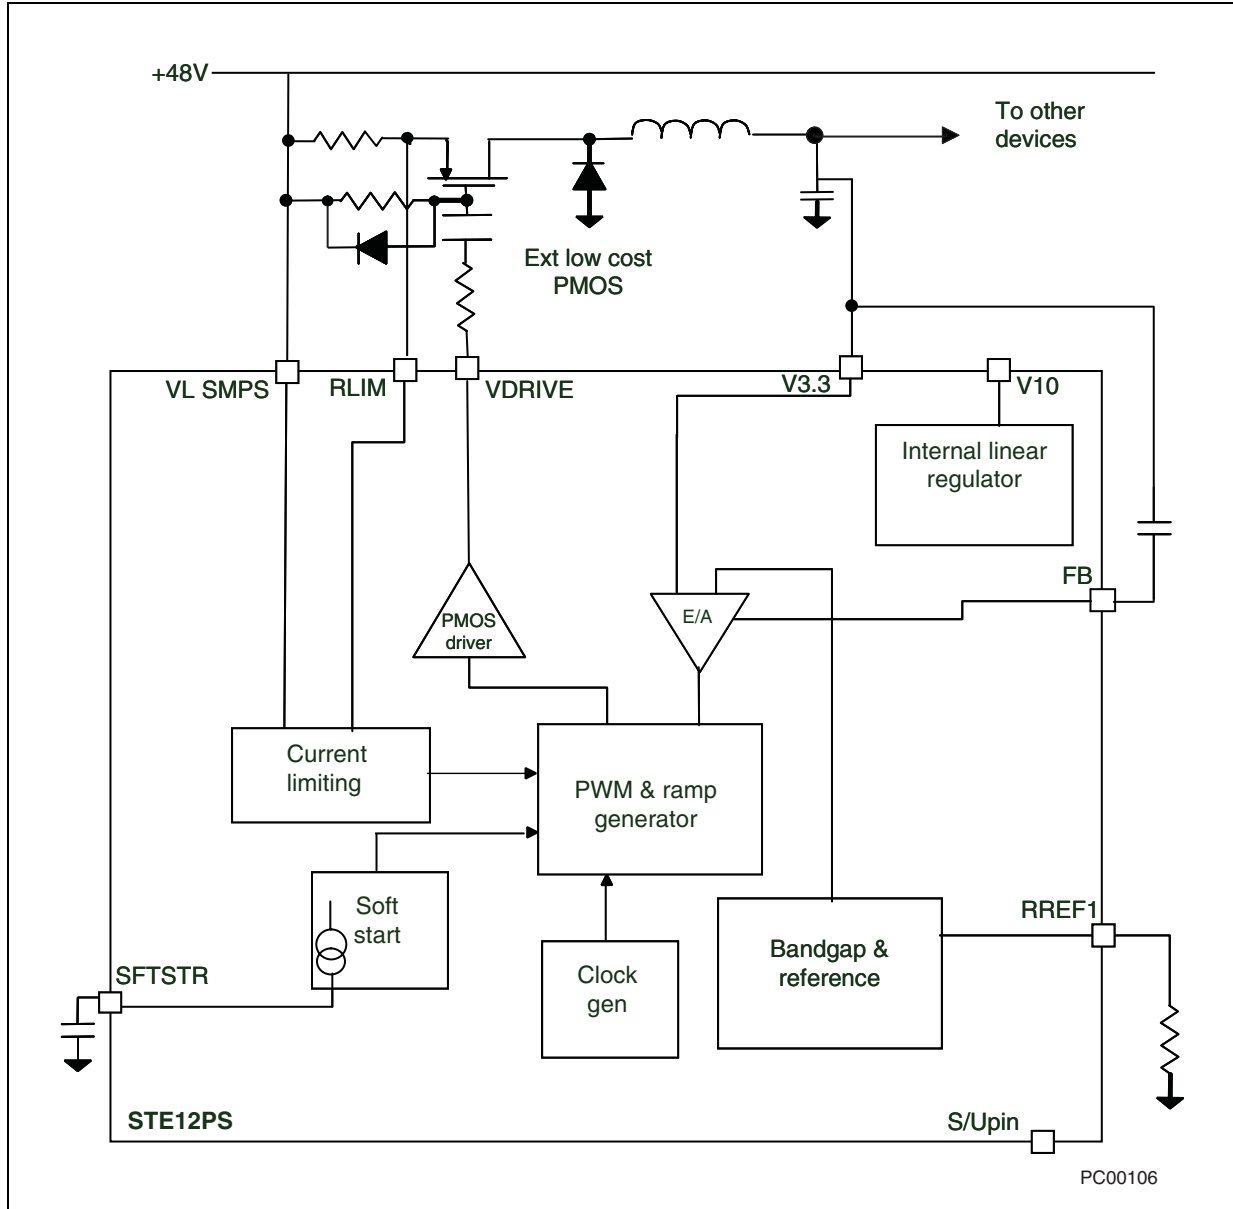 +48V
To other
devices
Ext low cost
PMOS
VL SMPS
RLIM
VDRIVE
V3.3
V10
Internal linear
regulator
FB
E/A
PMOS
driver
Current
limiting
PWM & ramp
generator
Soft
start
RREF1
Bandgap &
reference
SFTSTR
Clock
gen
STE12PS
S/Upin
PC00106